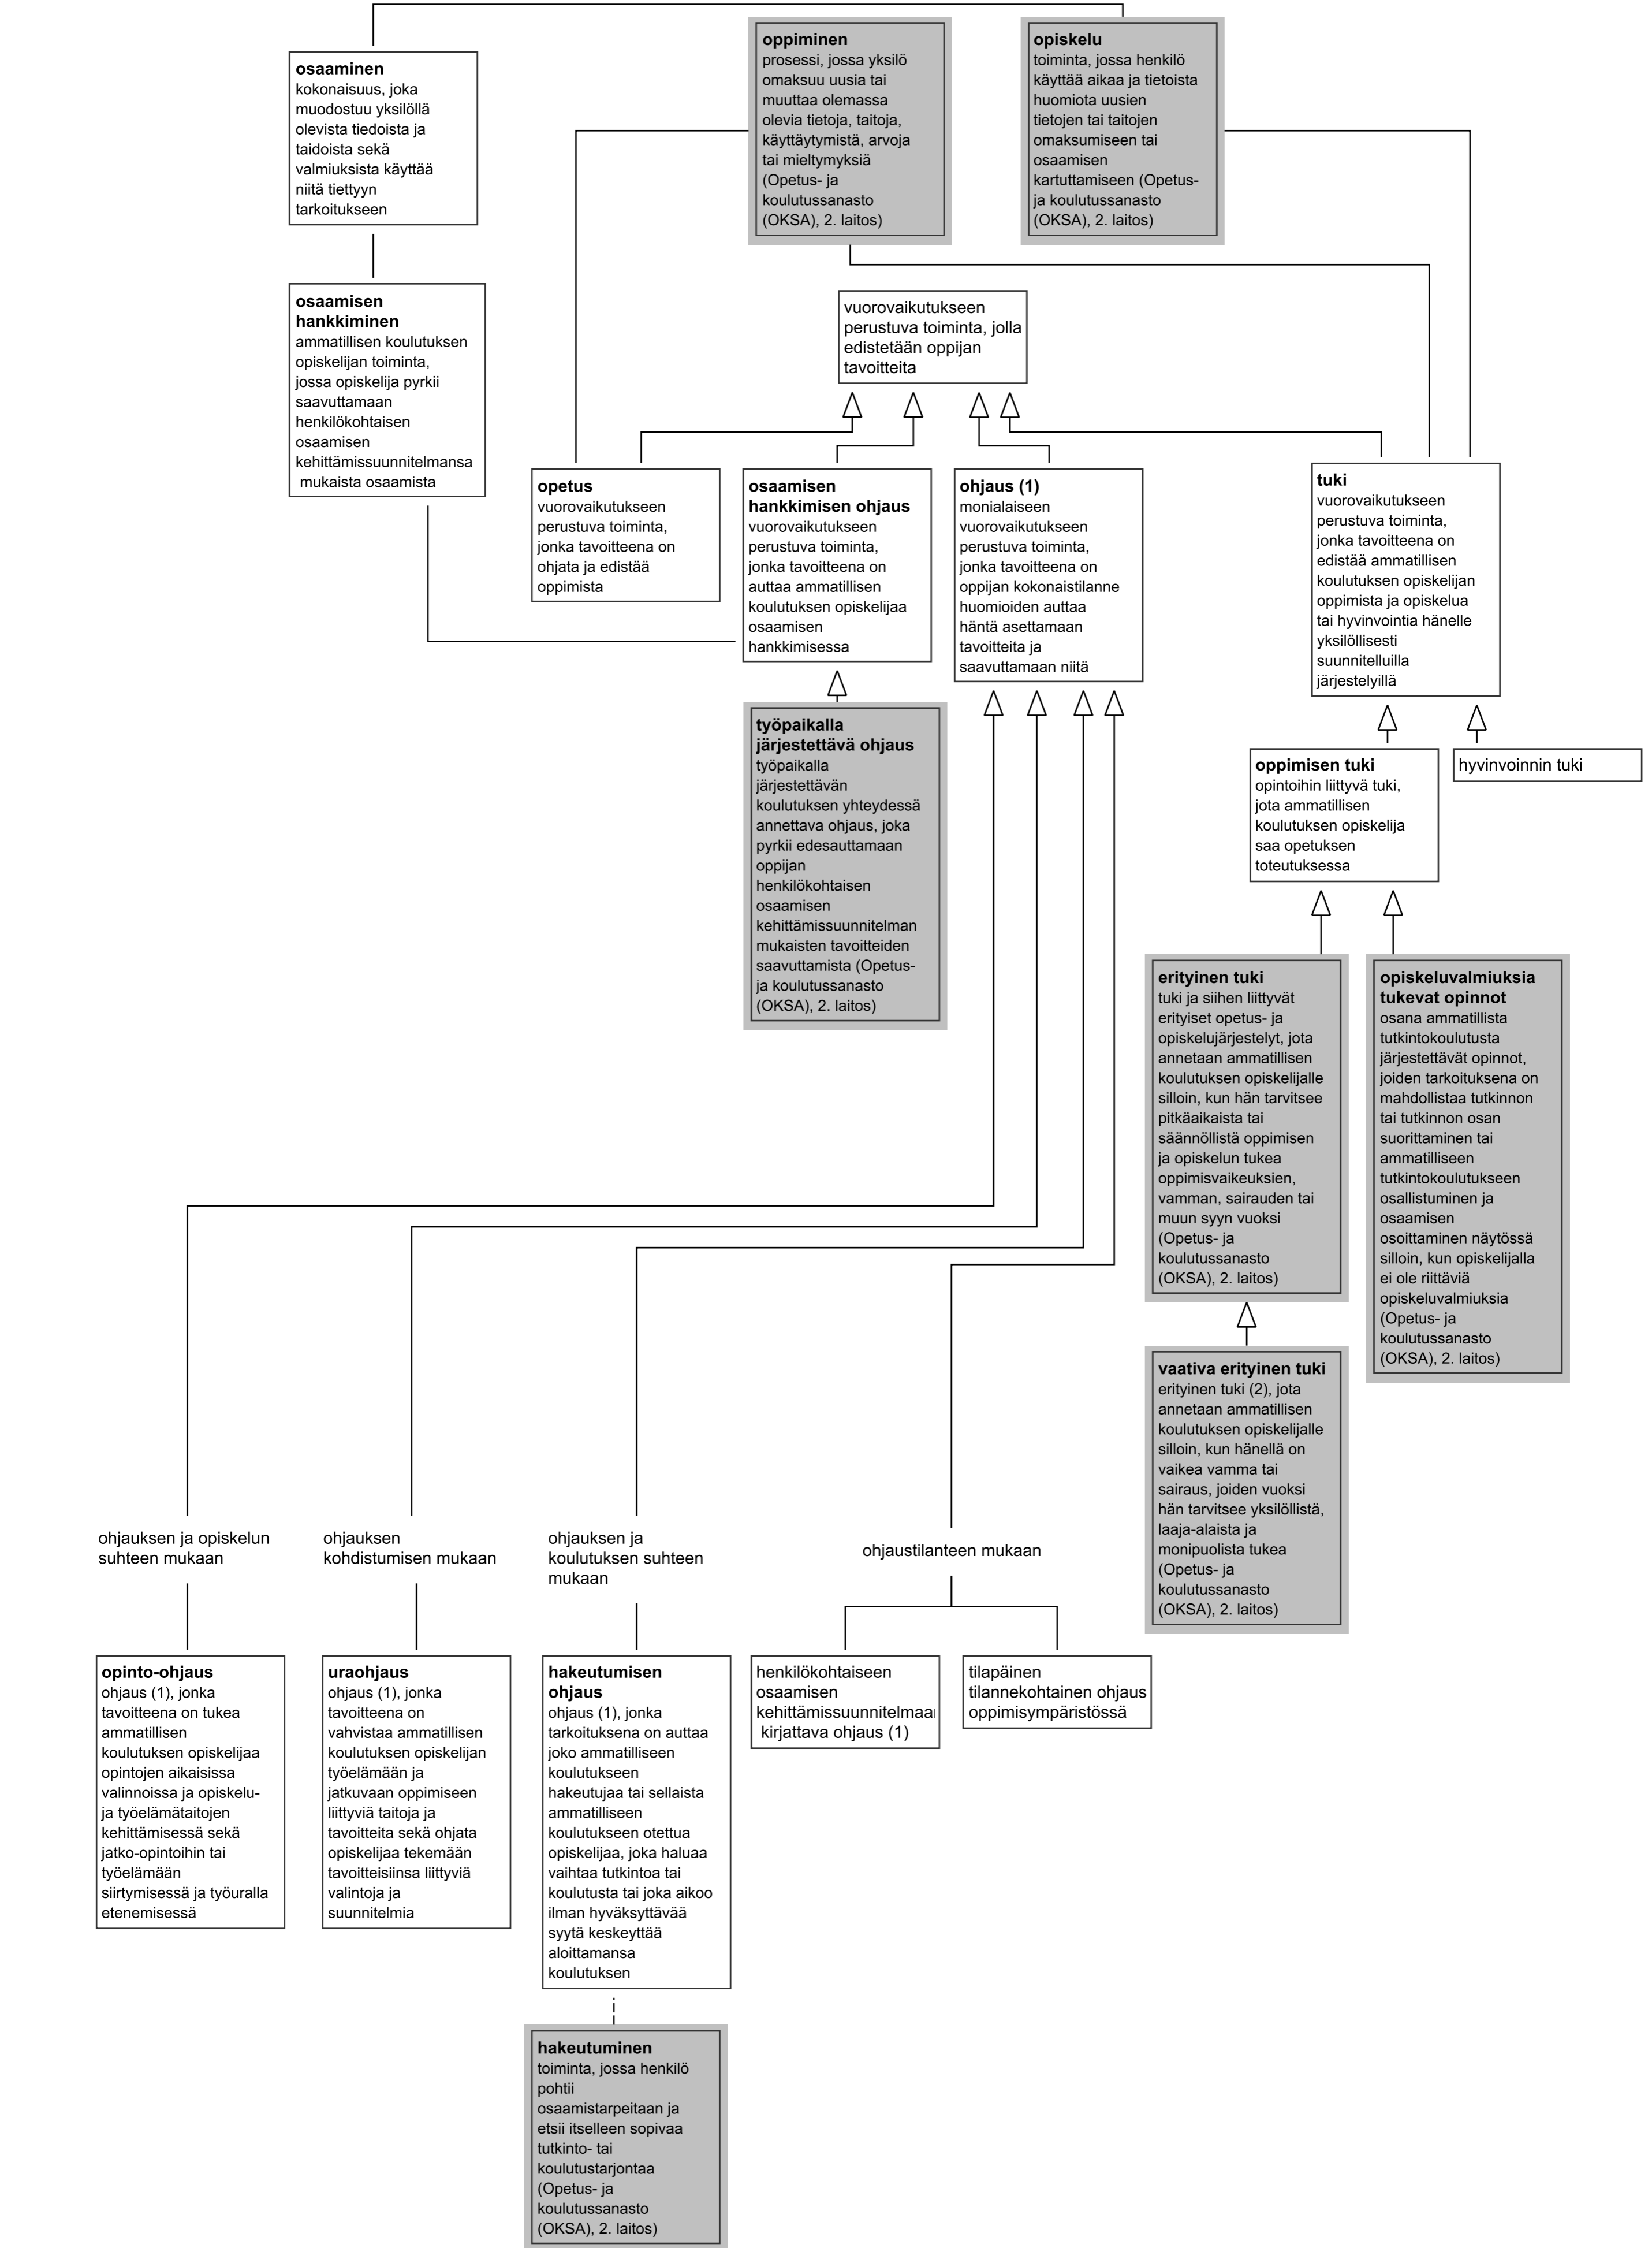 osaaminen
kokonaisuus, joka
muodostuu yksilöllä
olevista tiedoista ja
taidoista sekä
valmiuksista käyttää
niitä tiettyyn
tarkoitukseen
oppiminen
prosessi, jossa yksilö
omaksuu uusia tai
muuttaa olemassa
olevia tietoja, taitoja,
käyttäytymistä, arvoja
tai mieltymyksiä
(Opetus- ja
koulutussanasto
(OKSA), 2. laitos)
opiskelu
toiminta, jossa henkilö
käyttää aikaa ja tietoista
huomiota uusien
tietojen tai taitojen
omaksumiseen tai
osaamisen
kartuttamiseen (Opetus-
ja koulutussanasto
(OKSA), 2. laitos)
osaamisen
hankkiminen
ammatillisen koulutuksen
opiskelijan toiminta,
jossa opiskelija pyrkii
saavuttamaan
henkilökohtaisen
osaamisen
kehittämissuunnitelmansa
mukaista osaamista
vuorovaikutukseen
perustuva toiminta, jolla
edistetään oppijan
tavoitteita
opetus
vuorovaikutukseen
perustuva toiminta,
jonka tavoitteena on
ohjata ja edistää
oppimista
osaamisen
hankkimisen ohjaus
vuorovaikutukseen
perustuva toiminta,
jonka tavoitteena on
auttaa ammatillisen
koulutuksen opiskelijaa
osaamisen
hankkimisessa
ohjaus (1)
monialaiseen
vuorovaikutukseen
perustuva toiminta,
jonka tavoitteena on
oppijan kokonaistilanne
huomioiden auttaa
häntä asettamaan
tavoitteita ja
saavuttamaan niitä
tuki
vuorovaikutukseen
perustuva toiminta,
jonka tavoitteena on
edistää ammatillisen
koulutuksen opiskelijan
oppimista ja opiskelua
tai hyvinvointia hänelle
yksilöllisesti
suunnitelluilla
järjestelyillä
työpaikalla
järjestettävä ohjaus
työpaikalla
järjestettävän
koulutuksen yhteydessä
annettava ohjaus, joka
pyrkii edesauttamaan
oppijan
henkilökohtaisen
osaamisen
kehittämissuunnitelman
mukaisten tavoitteiden
saavuttamista (Opetus-
ja koulutussanasto
(OKSA), 2. laitos)
oppimisen tuki
opintoihin liittyvä tuki,
jota ammatillisen
koulutuksen opiskelija
saa opetuksen
toteutuksessa
hyvinvoinnin tuki
erityinen tuki
tuki ja siihen liittyvät
erityiset opetus- ja
opiskelujärjestelyt, jota
annetaan ammatillisen
koulutuksen opiskelijalle
silloin, kun hän tarvitsee
pitkäaikaista tai
säännöllistä oppimisen
ja opiskelun tukea
oppimisvaikeuksien,
vamman, sairauden tai
muun syyn vuoksi
(Opetus- ja
koulutussanasto
(OKSA), 2. laitos)
opiskeluvalmiuksia
tukevat opinnot
osana ammatillista
tutkintokoulutusta
järjestettävät opinnot,
joiden tarkoituksena on
mahdollistaa tutkinnon
tai tutkinnon osan
suorittaminen tai
ammatilliseen
tutkintokoulutukseen
osallistuminen ja
osaamisen
osoittaminen näytössä
silloin, kun opiskelijalla
ei ole riittäviä
opiskeluvalmiuksia
(Opetus- ja
koulutussanasto
(OKSA), 2. laitos)
vaativa erityinen tuki
erityinen tuki (2), jota
annetaan ammatillisen
koulutuksen opiskelijalle
silloin, kun hänellä on
vaikea vamma tai
sairaus, joiden vuoksi
hän tarvitsee yksilöllistä,
laaja-alaista ja
monipuolista tukea
(Opetus- ja
koulutussanasto
(OKSA), 2. laitos)
ohjauksen ja opiskelun
suhteen mukaan
ohjauksen
kohdistumisen mukaan
ohjauksen ja
koulutuksen suhteen
mukaan
ohjaustilanteen mukaan
opinto-ohjaus
ohjaus (1), jonka
tavoitteena on tukea
ammatillisen
koulutuksen opiskelijaa
opintojen aikaisissa
valinnoissa ja opiskelu-
ja työelämätaitojen
kehittämisessä sekä
jatko-opintoihin tai
työelämään
siirtymisessä ja työuralla
etenemisessä
uraohjaus
ohjaus (1), jonka
tavoitteena on
vahvistaa ammatillisen
koulutuksen opiskelijan
työelämään ja
jatkuvaan oppimiseen
liittyviä taitoja ja
tavoitteita sekä ohjata
opiskelijaa tekemään
tavoitteisiinsa liittyviä
valintoja ja
suunnitelmia
hakeutumisen
ohjaus
ohjaus (1), jonka
tarkoituksena on auttaa
joko ammatilliseen
koulutukseen
hakeutujaa tai sellaista
ammatilliseen
koulutukseen otettua
opiskelijaa, joka haluaa
vaihtaa tutkintoa tai
koulutusta tai joka aikoo
ilman hyväksyttävää
syytä keskeyttää
aloittamansa
koulutuksen
henkilökohtaiseen
osaamisen
kehittämissuunnitelmaa
kirjattava ohjaus (1)
tilapäinen
tilannekohtainen ohjaus
oppimisympäristössä
hakeutuminen
toiminta, jossa henkilö
pohtii
osaamistarpeitaan ja
etsii itselleen sopivaa
tutkinto- tai
koulutustarjontaa
(Opetus- ja
koulutussanasto
(OKSA), 2. laitos)